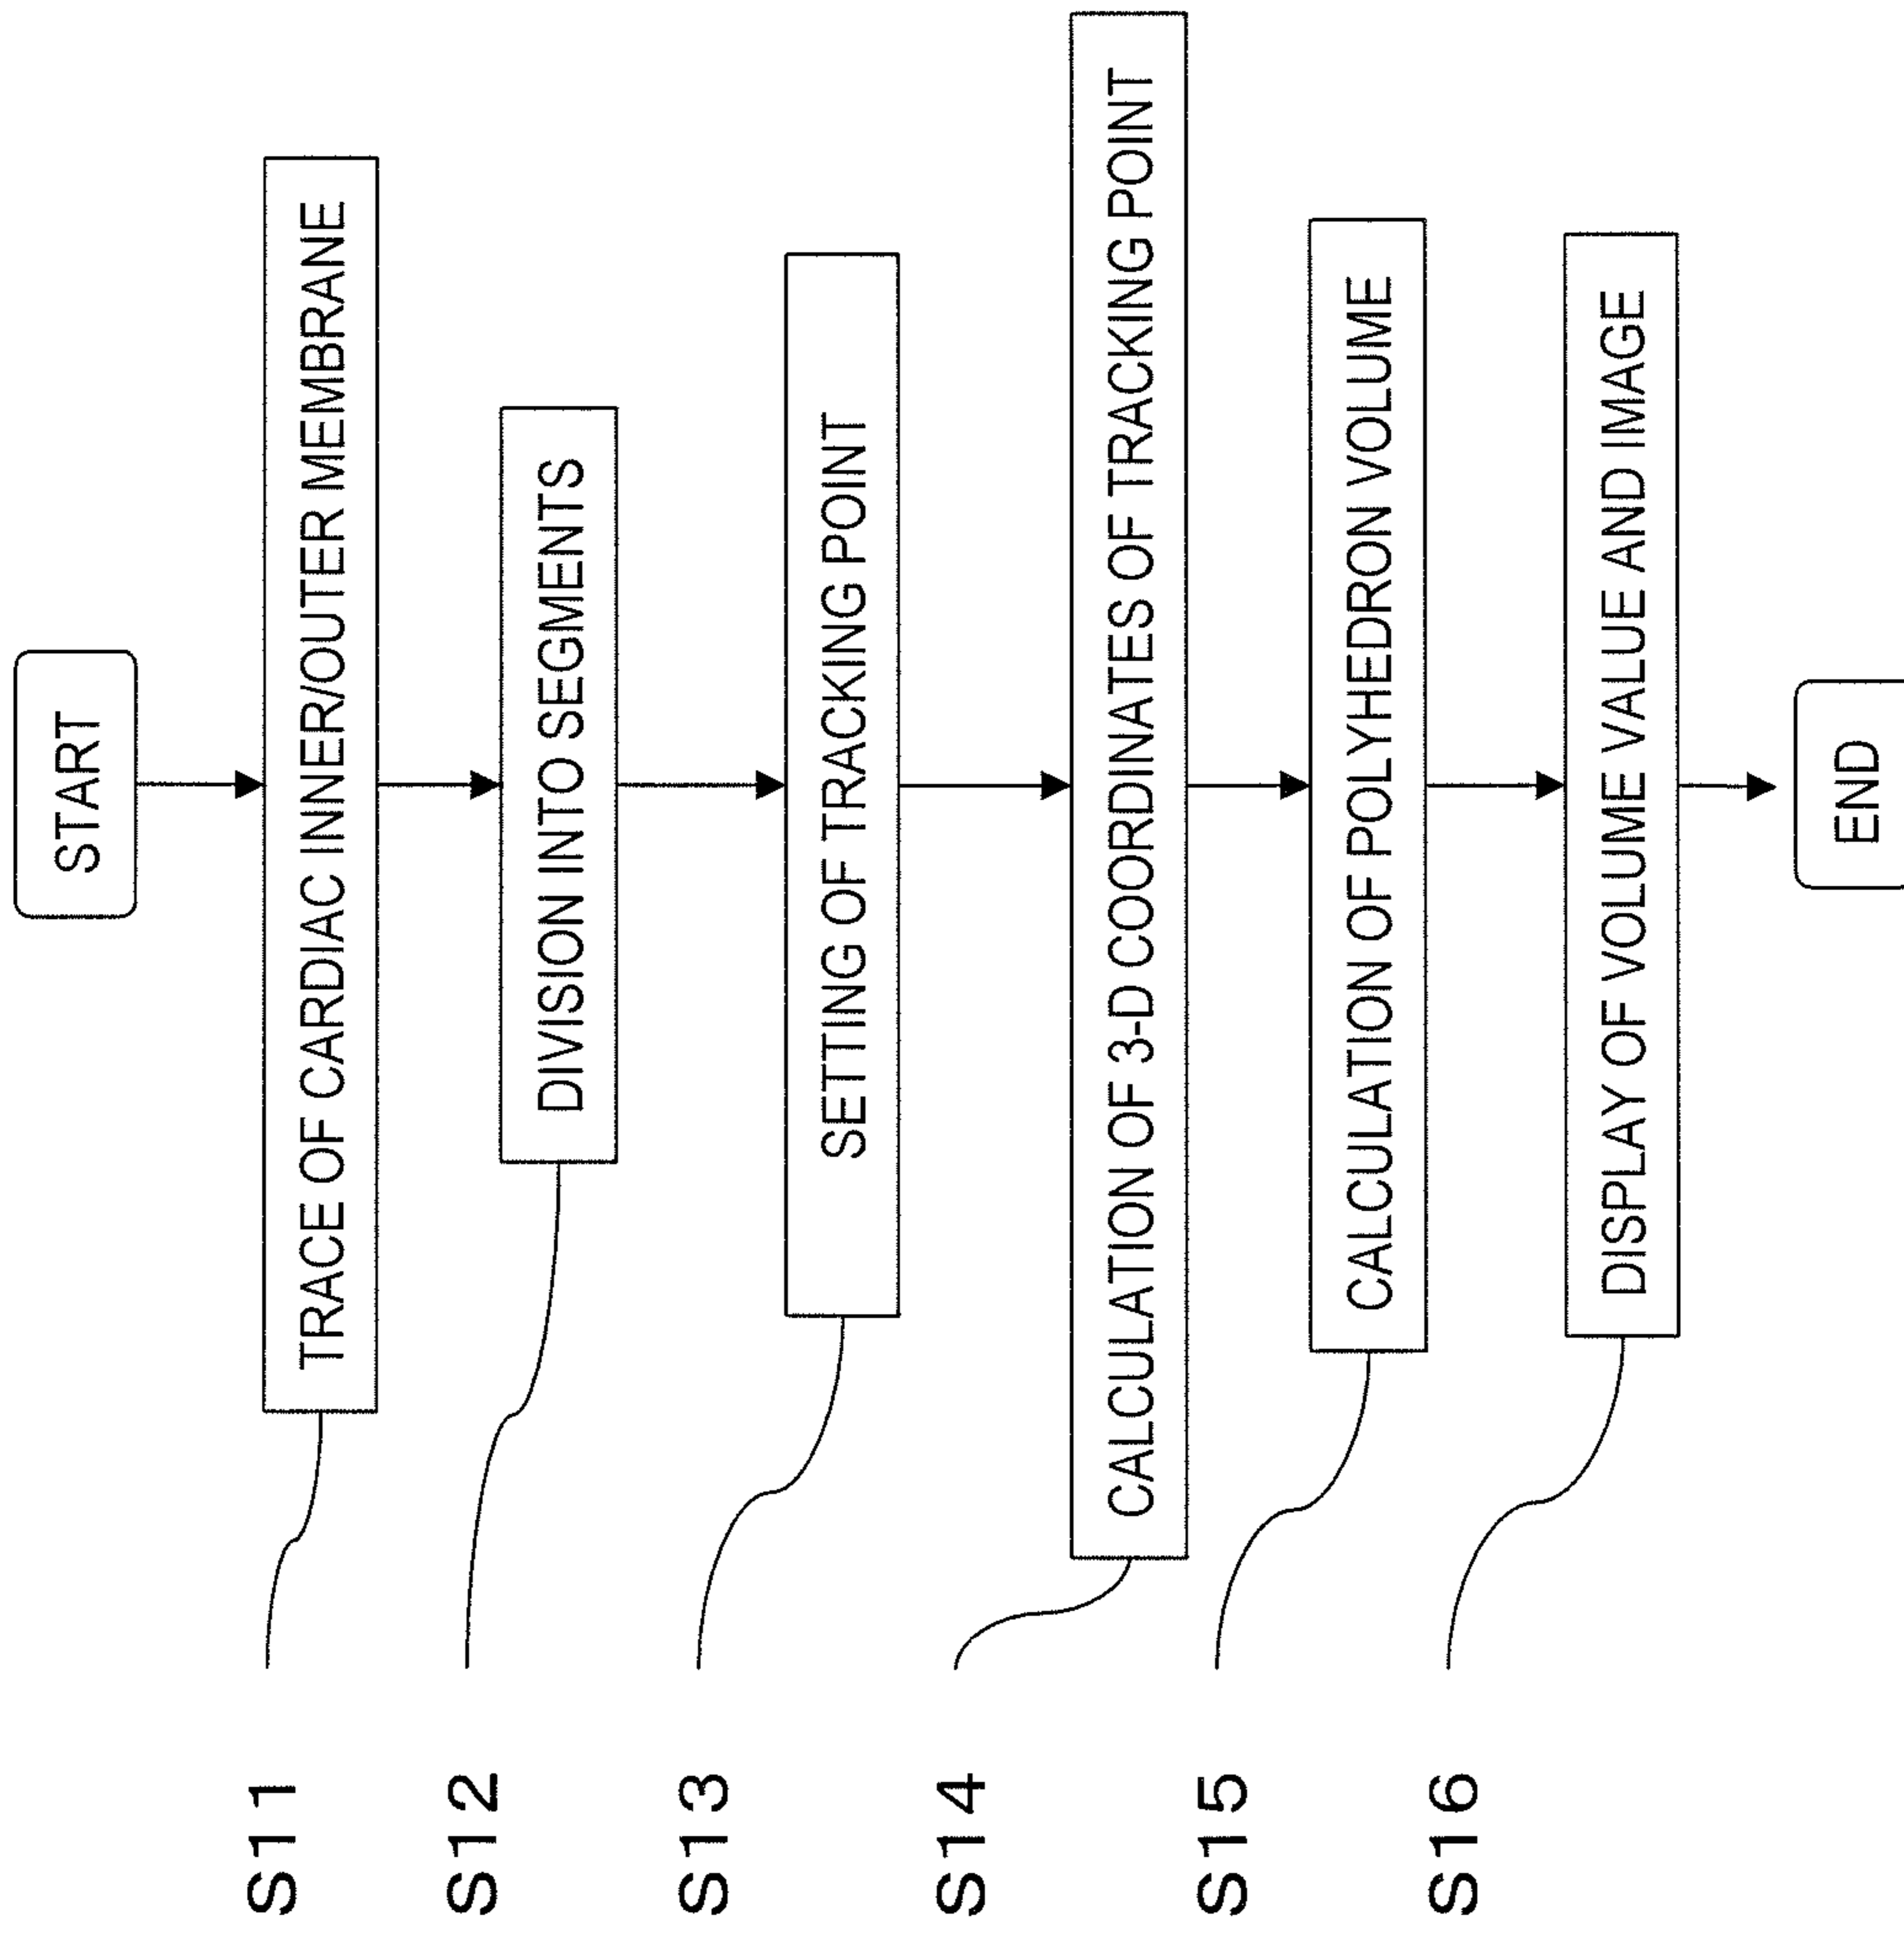 START
S11
TRACE OF CARDIAC INNER/OUTER MEMBRANE
S12
DIVISION INTO SEGMENTS
S13
SETTING OF TRACKING POINT
S14
CALCULATION OF 3-D COORDINATES OF TRACKING POINT
S15
CALCULATION OF POLYHEDRON VOLUME
S16
DISPLAY OF VOLUME VALUE AND IMAGE
END